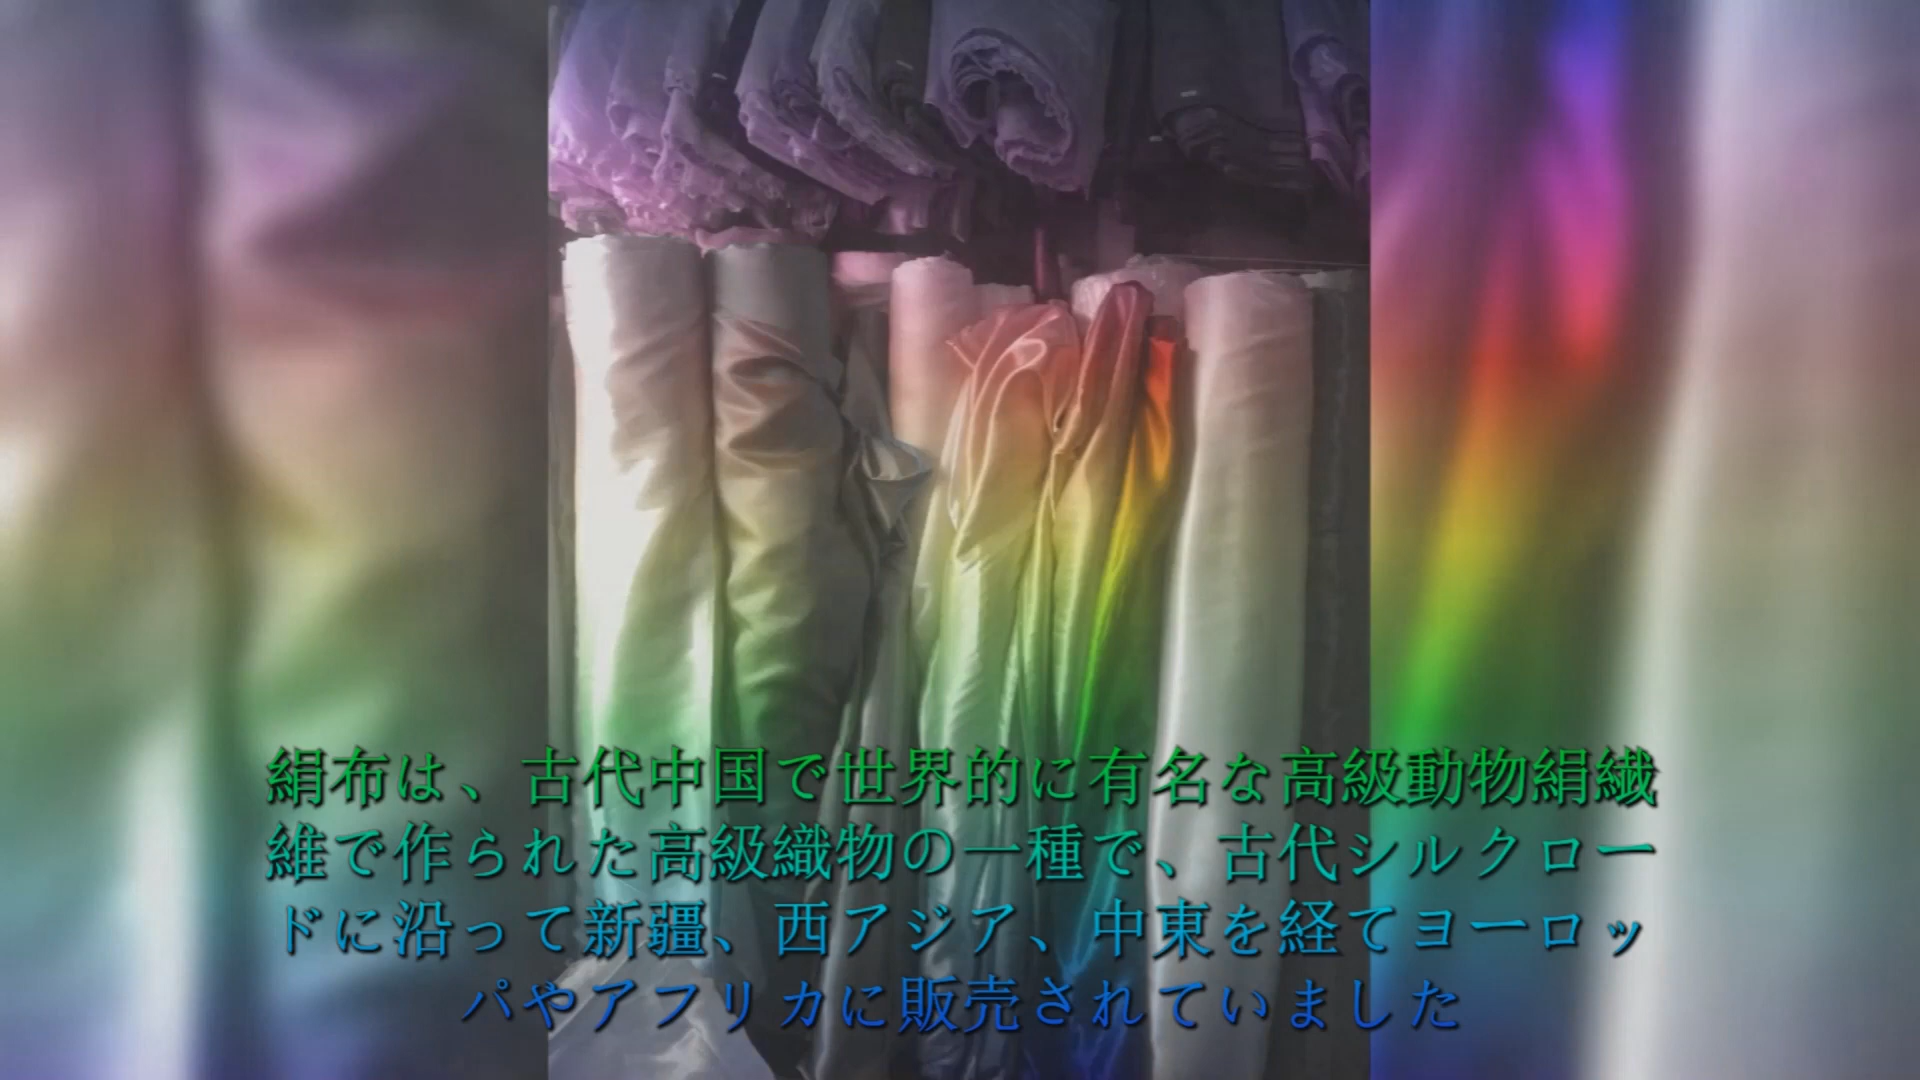 絹布は、古代中国で世界的に有名な高級動物絹繊
維で作られた高級織物の一種で、古代シルクロー
ドに沿って新疆、西アジア、中東を経てヨーロッ
パやアフリカに販売されていました